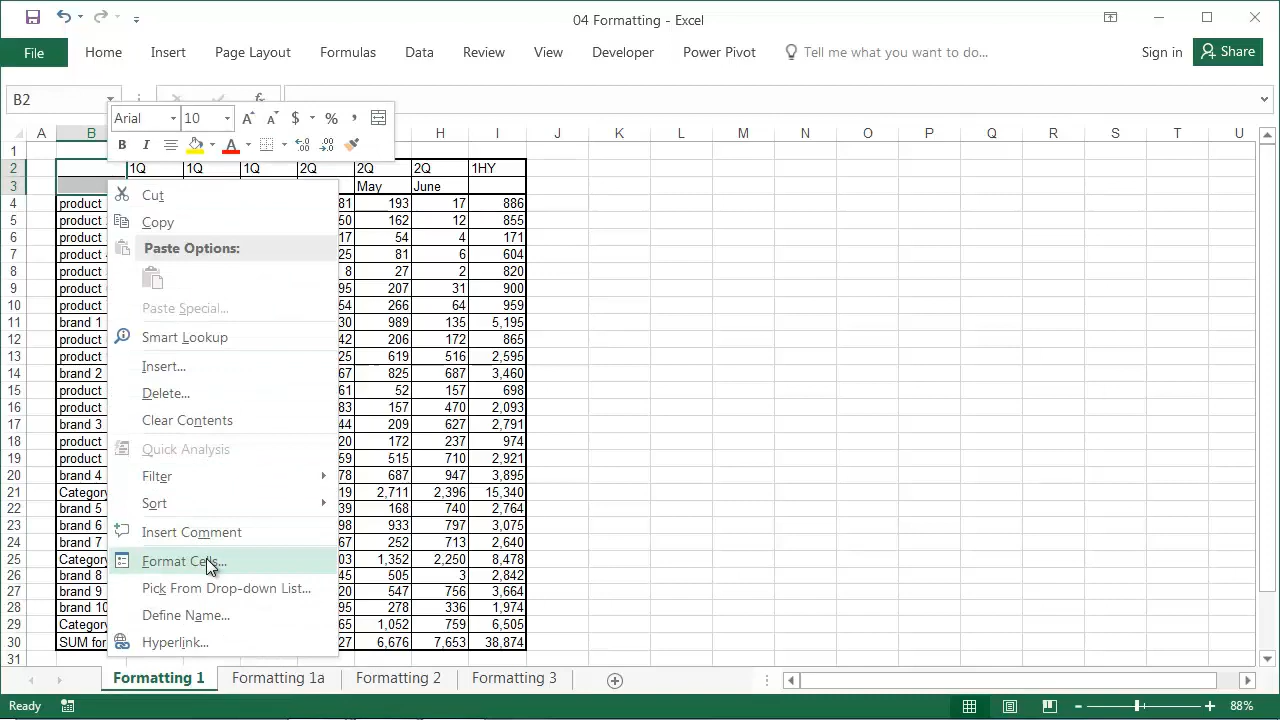 04 Formatting - Excel
File Home Insert Page Layout Formulas Data Review View Developer Power Pivot Tell me what you want to do... Sign in Share
B2 fx
Arial 10 A A $ % ,
B I A .00 .00
A B H I J K L M N O P Q R S T U
1
2 1Q 1Q 1Q 2Q 2Q 2Q 1HY
3 May June
4 product 81 193 17 886
5 product 50 162 12 855
6 product 17 54 4 171
7 product 25 81 6 604
8 product 8 27 2 820
9 product 95 207 31 900
10 product 54 266 64 959
11 brand 1 30 989 135 5,195
12 product 42 206 172 865
13 product 25 619 516 2,595
14 brand 2 67 825 687 3,460
15 product 61 52 157 698
16 product 83 157 470 2,093
17 brand 3 44 209 627 2,791
18 product 20 172 237 974
19 product 59 515 710 2,921
20 brand 4 78 687 947 3,895
21 Category 19 2,711 2,396 15,340
22 brand 5 39 168 740 2,764
23 brand 6 98 933 797 3,075
24 brand 7 67 252 713 2,640
25 Category 03 1,352 2,250 8,478
26 brand 8 45 505 3 2,842
27 brand 9 20 547 756 3,664
28 brand 10 95 278 336 1,974
29 Category 65 1,052 759 6,505
30 SUM for 27 6,676 7,653 38,874
31
Cut
Copy
Paste Options:
Paste Special...
Smart Lookup
Insert...
Delete...
Clear Contents
Quick Analysis
Filter
Sort
Insert Comment
Format Cells...
Pick From Drop-down List...
Define Name...
Hyperlink...
Formatting 1 Formatting 1a Formatting 2 Formatting 3
Ready 88%